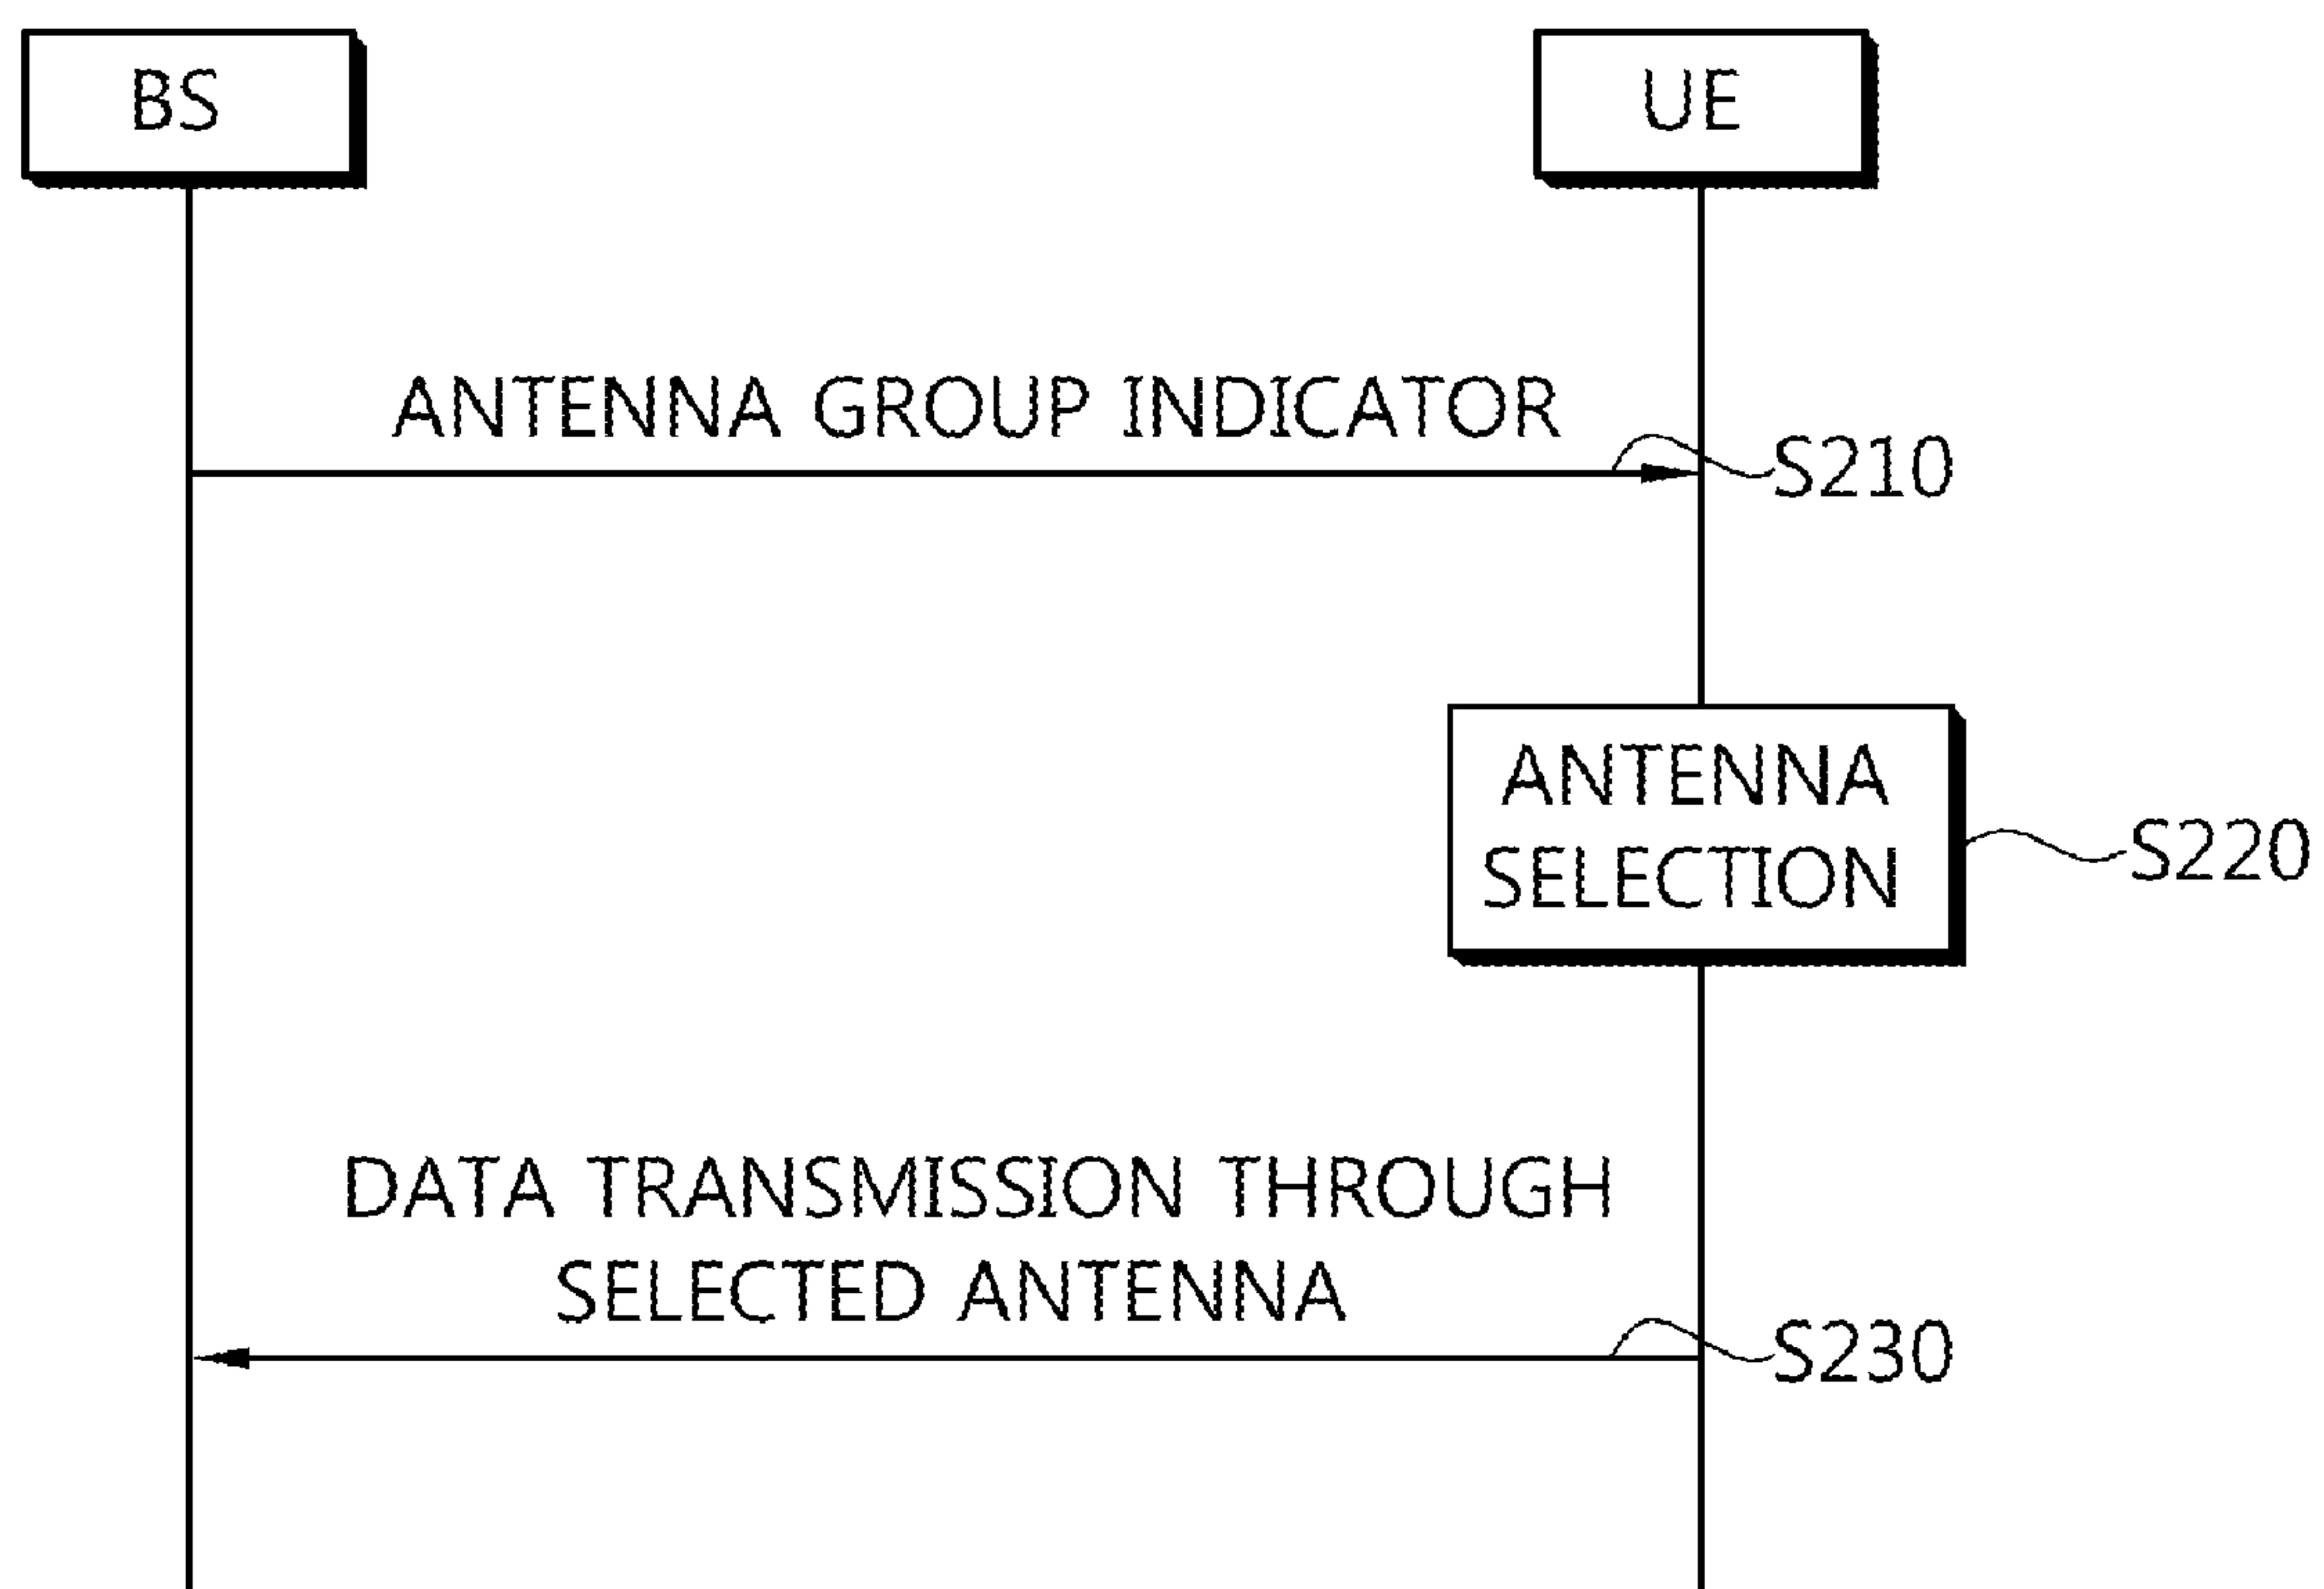 BS
UE
ANTENNA GROUP INDICATOR
S210
ANTENNA
SELECTION
S220
DATA TRANSMISSION THROUGH
SELECTED ANTENNA
S230